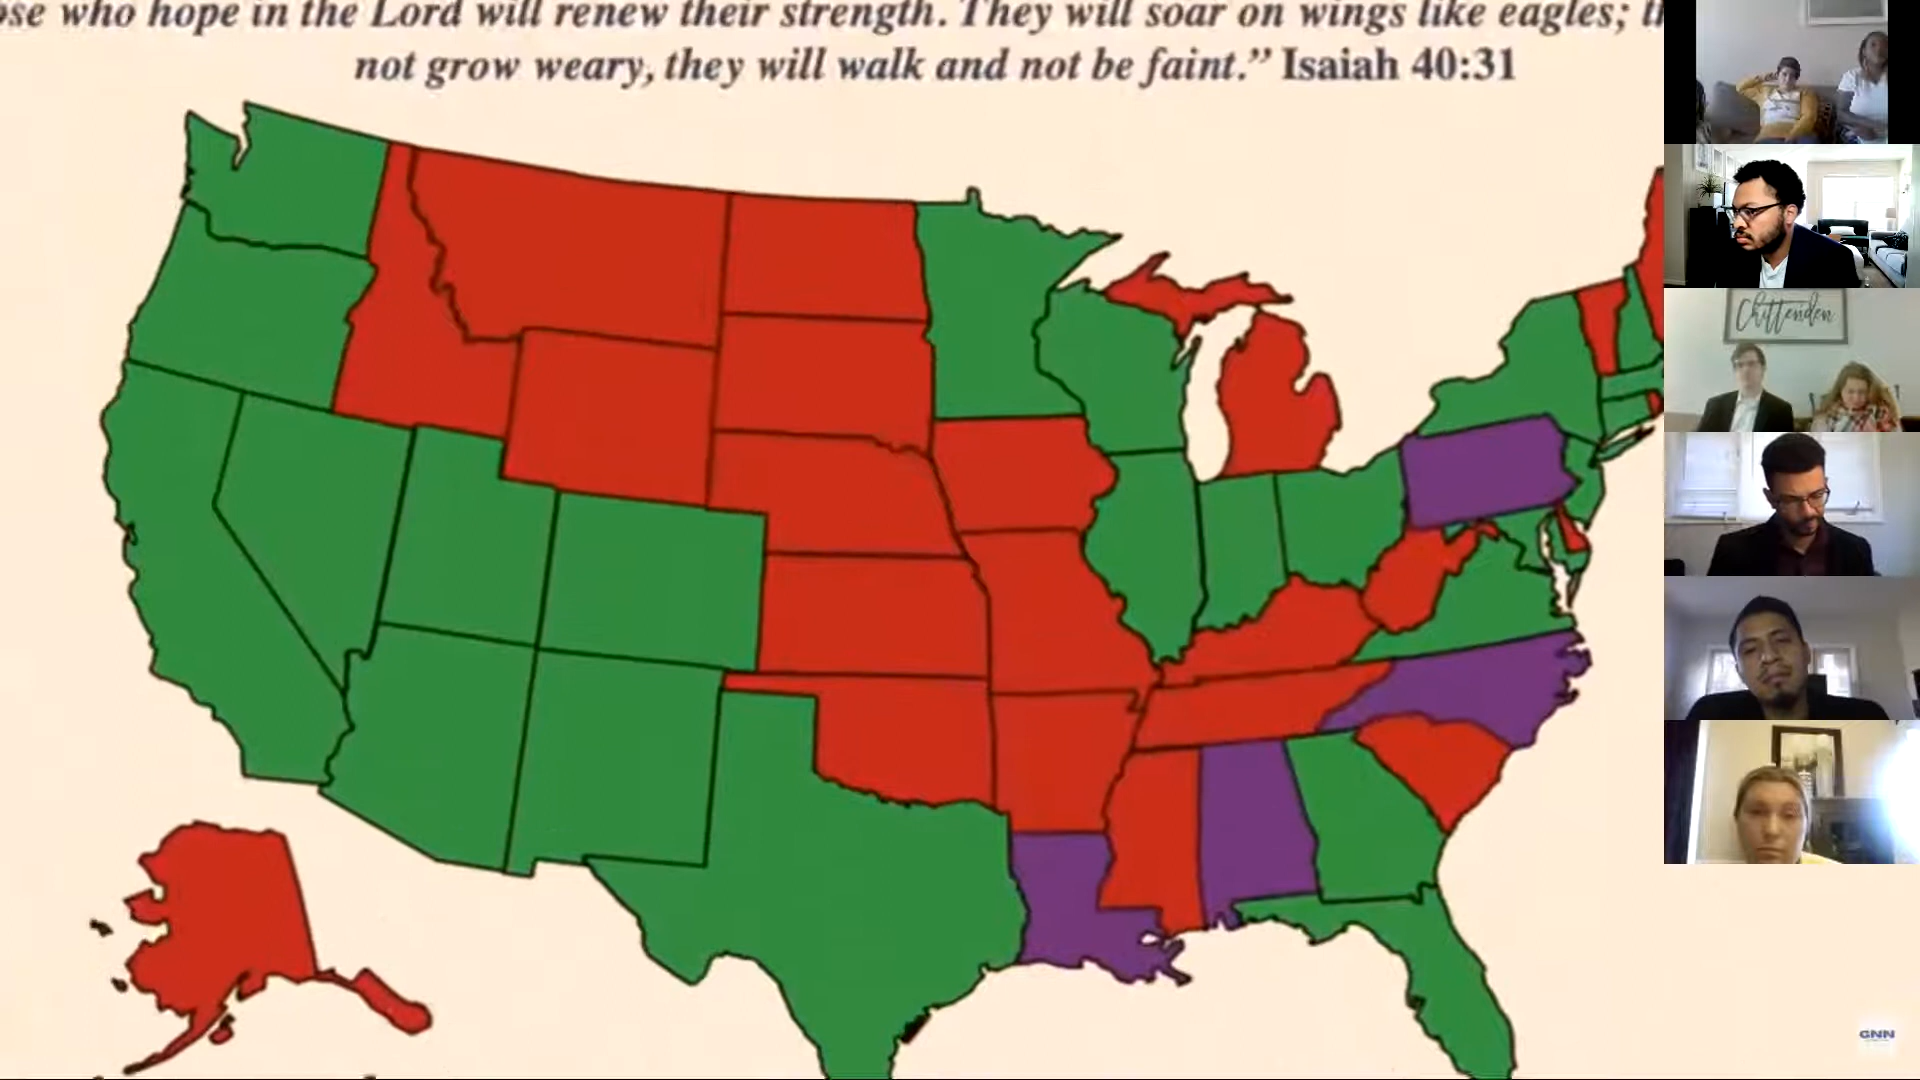 se who hope in the Lord will renew their strength. They will soar on wings like eagles;
not grow weary, they will walk and not be faint.” Isaiah 40:31
Chittenden
GNN